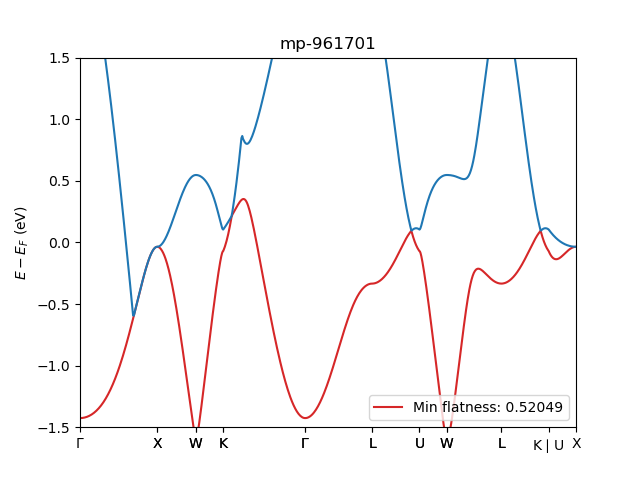 mp-961701
1.5
1.0
0.5
0.0
−0.5
−1.0
−1.5
E − E_F (eV)
Min flatness: 0.52049
Γ X W K Γ L U W L K | U X